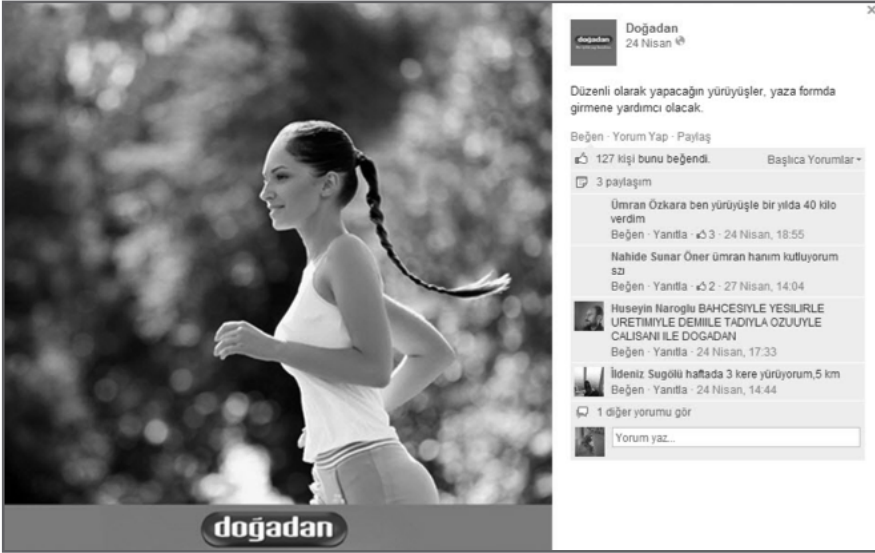 doğadan
doğadan
Doğadan
24 Nisan
Düzenli olarak yapacağın yürüyüşler, yaza formda
girmene yardımcı olacak.
Beğen · Yorum Yap · Paylaş
127 kişi bunu beğendi. Başlıca Yorumlar
3 paylaşım
Ümran Özkara ben yürüyüşle bir yılda 40 kilo
verdim
Beğen · Yanıtla · 3 · 24 Nisan, 18:55
Nahide Sunar Öner ümran hanım kutluyorum
szı
Beğen · Yanıtla · 2 · 27 Nisan, 14:04
Huseyin Naroglu BAHCESIYLE YESILIRLE
URETIMIYLE DEMIILE TADIYLA OZUUYLE
CALISANI ILE DOGADAN
Beğen · Yanıtla · 24 Nisan, 17:33
İldeniz Sugölü haftada 3 kere yürüyorum,5 km
Beğen · Yanıtla · 24 Nisan, 14:44
1 diğer yorumu gör
Yorum yaz...